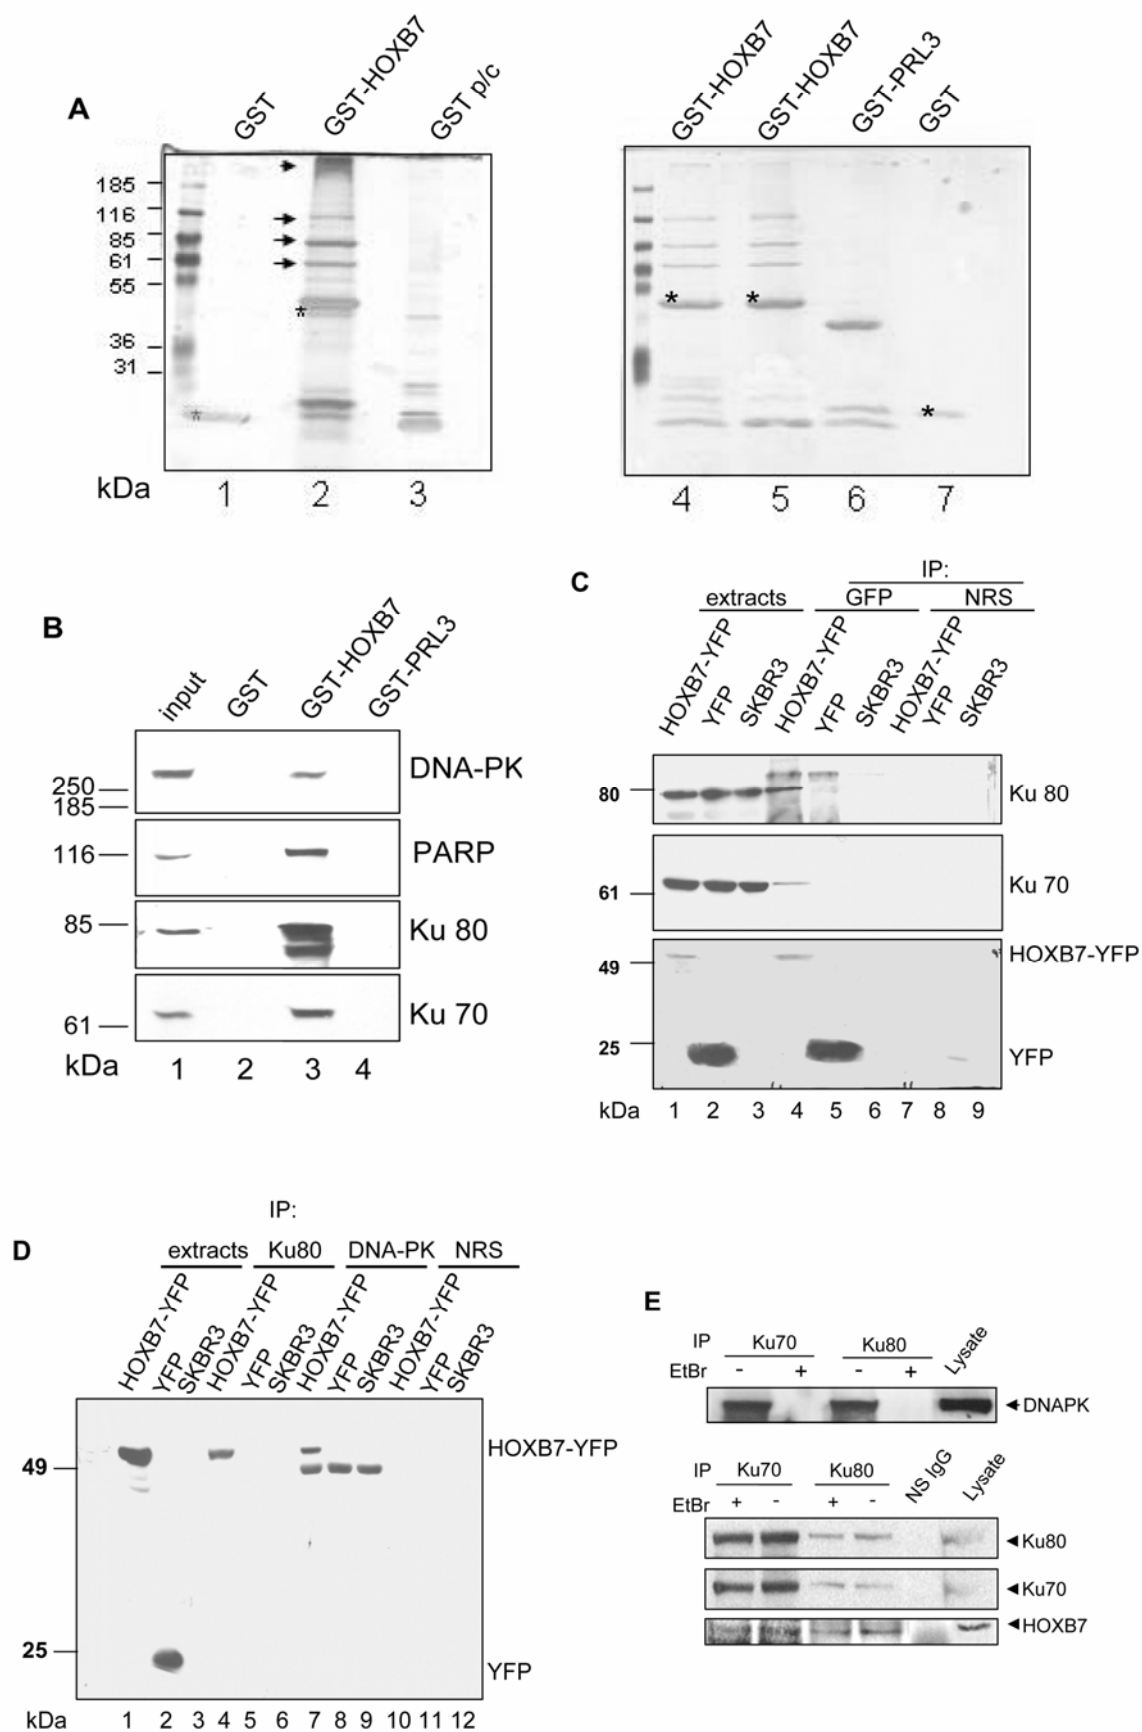 A
GST
GST-HOXB7
GST p/c
GST-HOXB7
GST-HOXB7
GST-PRL3
GST
185
116
85
61
55
36
31
*
*
*
*
*
kDa
1 2 3
4 5 6 7
B
input
GST
GST-HOXB7
GST-PRL3
250
185
DNA-PK
116
PARP
85
Ku 80
61
Ku 70
kDa 1 2 3 4
C
IP:
extracts GFP NRS
HOXB7-YFP
YFP
SKBR3
HOXB7-YFP
YFP
SKBR3
HOXB7-YFP
YFP
SKBR3
80
Ku 80
61
Ku 70
49
HOXB7-YFP
25
YFP
kDa 1 2 3 4 5 6 7 8 9
D
IP:
extracts Ku80 DNA-PK NRS
HOXB7-YFP
YFP
SKBR3
HOXB7-YFP
YFP
SKBR3
HOXB7-YFP
YFP
SKBR3
HOXB7-YFP
YFP
SKBR3
49
HOXB7-YFP
25
YFP
kDa 1 2 3 4 5 6 7 8 9 10 11 12
E
IP Ku70 Ku80 Lysate
EtBr - + - +
DNAPK
IP Ku70 Ku80 NS IgG Lysate
EtBr + - + -
Ku80
Ku70
HOXB7